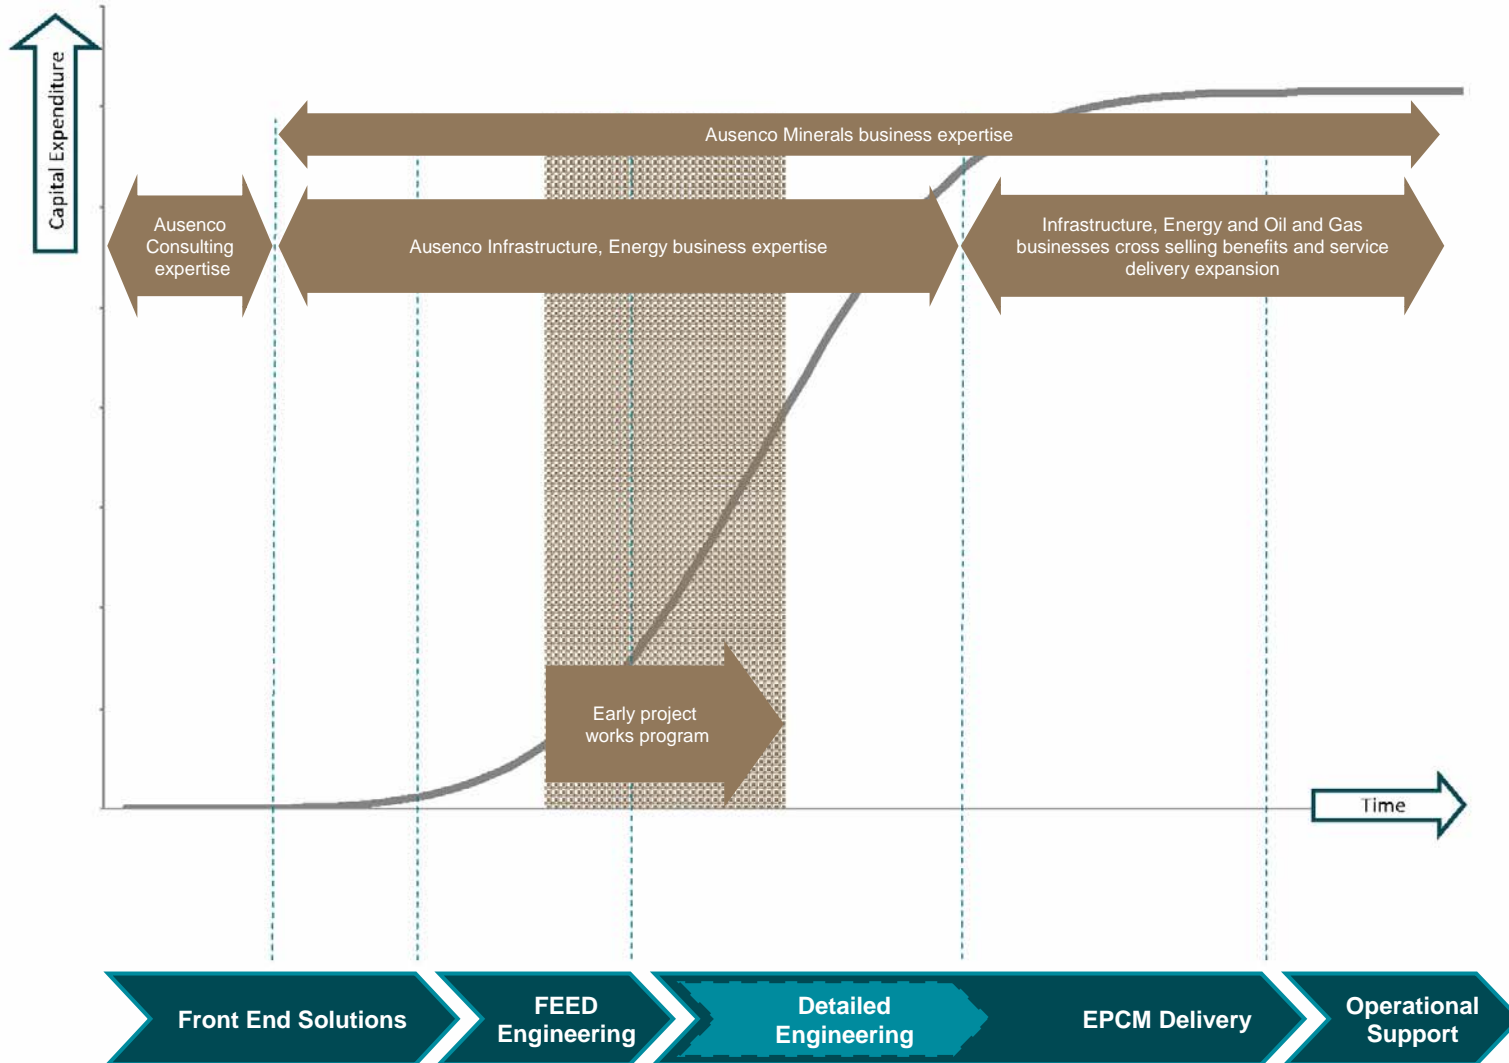 Capital Expenditure
Ausenco Minerals business expertise
Ausenco
Consulting
expertise
Ausenco Infrastructure, Energy business expertise
Infrastructure, Energy and Oil and Gas
businesses cross selling benefits and service
delivery expansion
Early project
works program
Time
Front End Solutions
FEED
Engineering
Detailed
Engineering
EPCM Delivery
Operational
Support